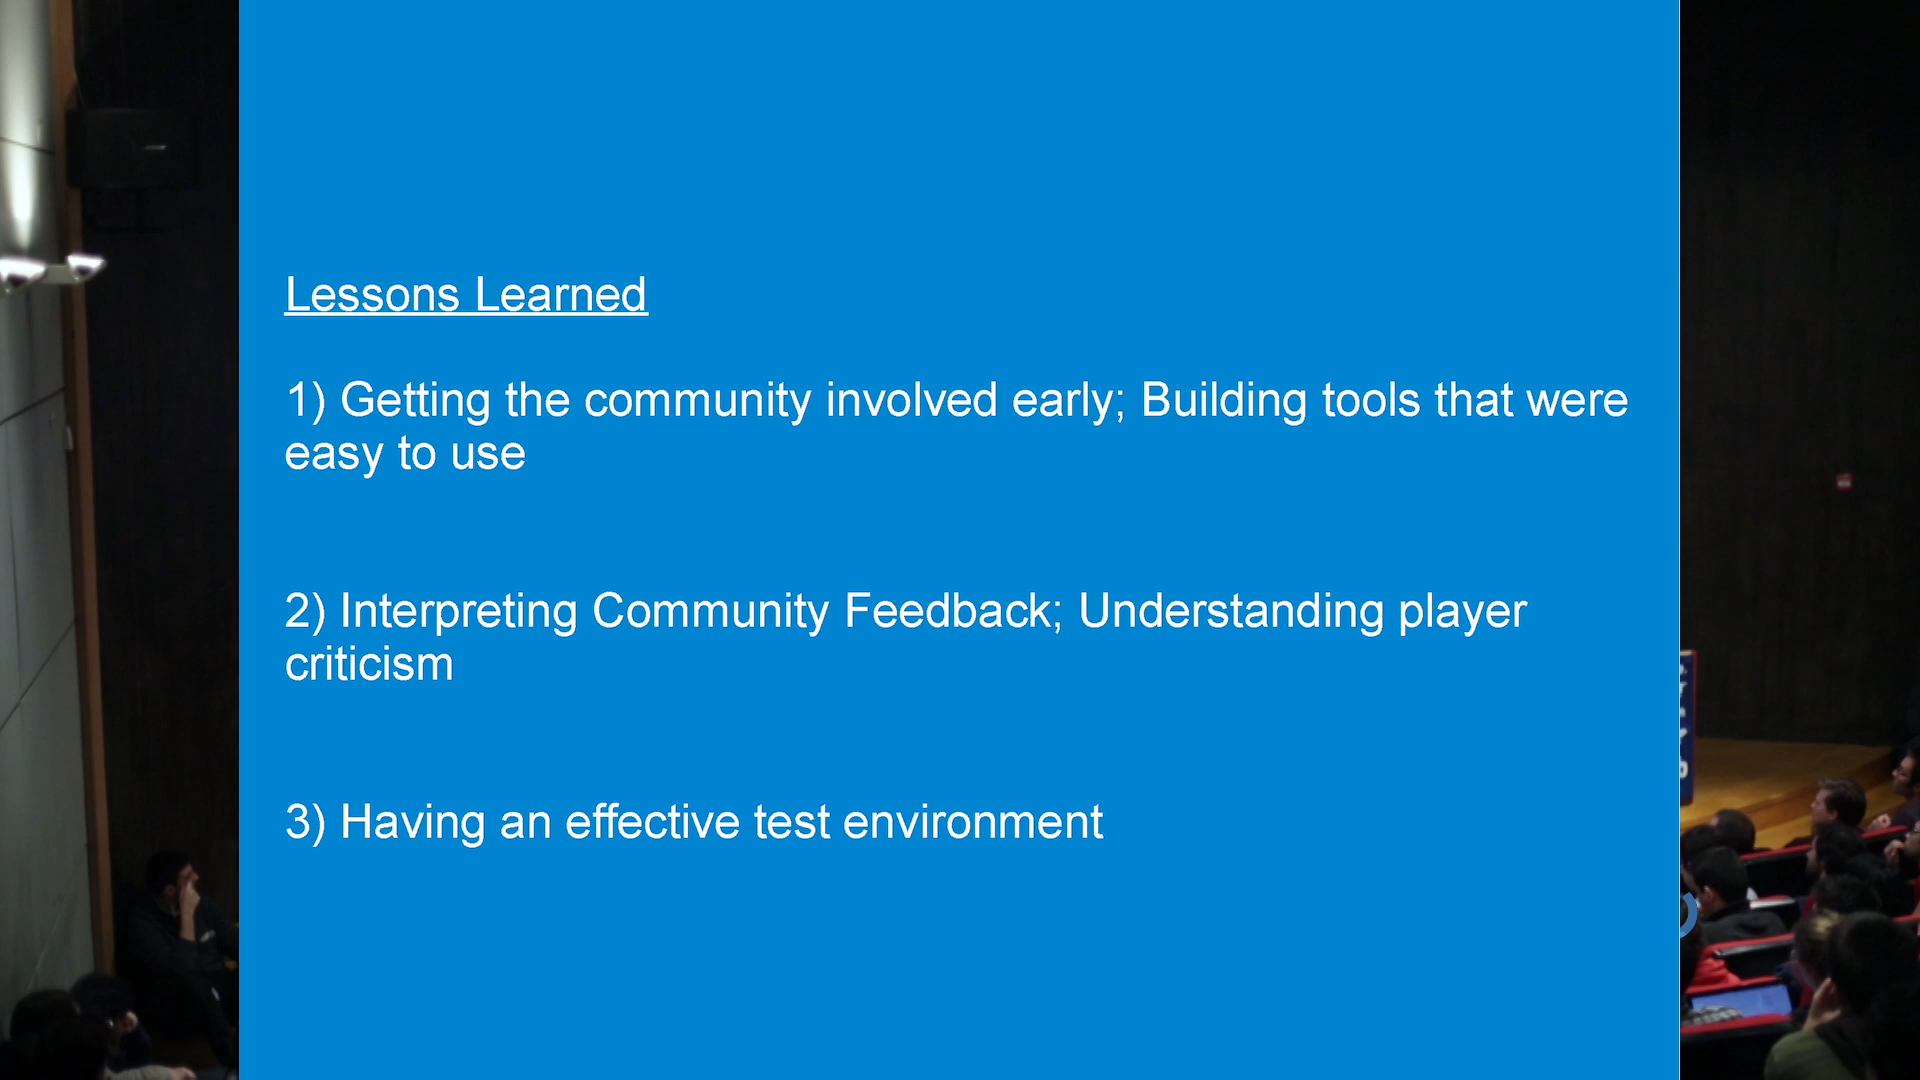 Lessons Learned
1) Getting the community involved early; Building tools that were
easy to use
2) Interpreting Community Feedback; Understanding player
criticism
3) Having an effective test environment